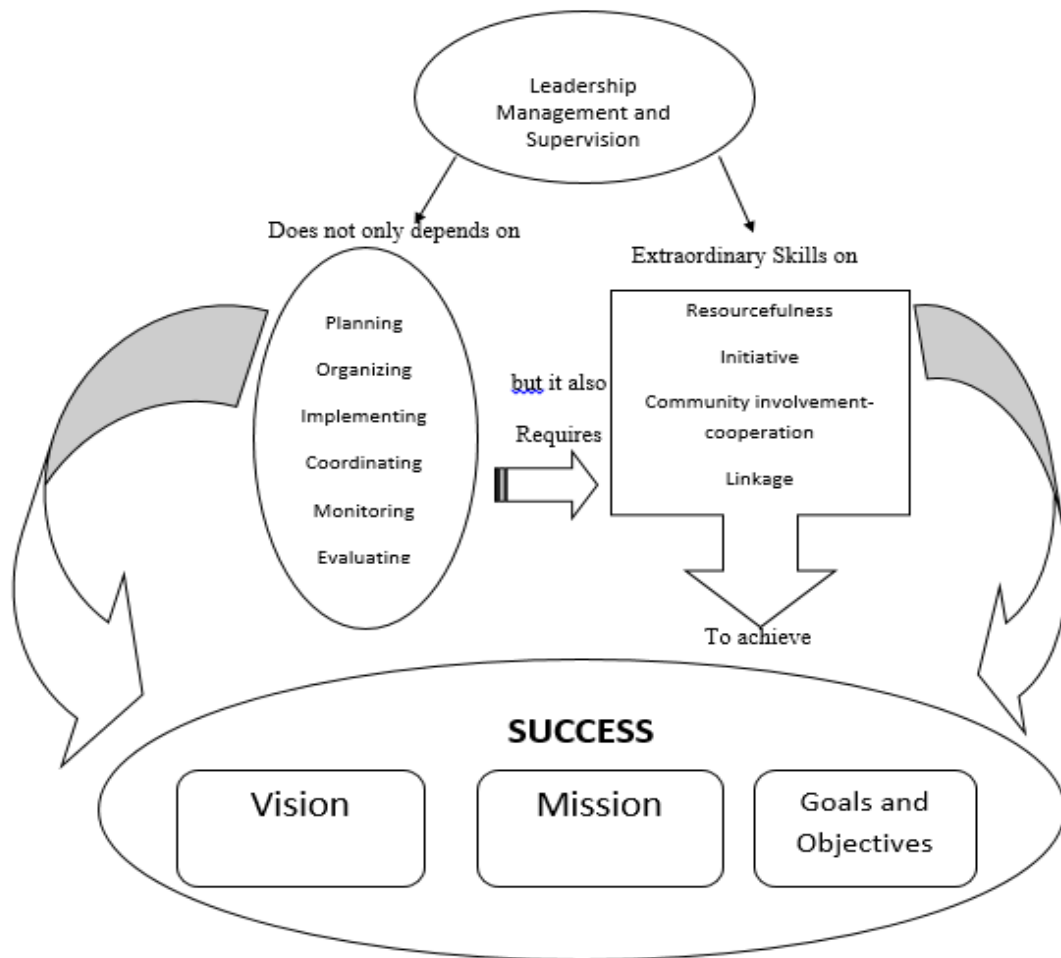 Leadership
Management and
Supervision
Does not only depends on
Extraordinary Skills on
Planning
Organizing
Implementing
Coordinating
Monitoring
Evaluating
but it also
Requires
Resourcefulness
Initiative
Community involvement-
cooperation
Linkage
To achieve
SUCCESS
Vision
Mission
Goals and
Objectives